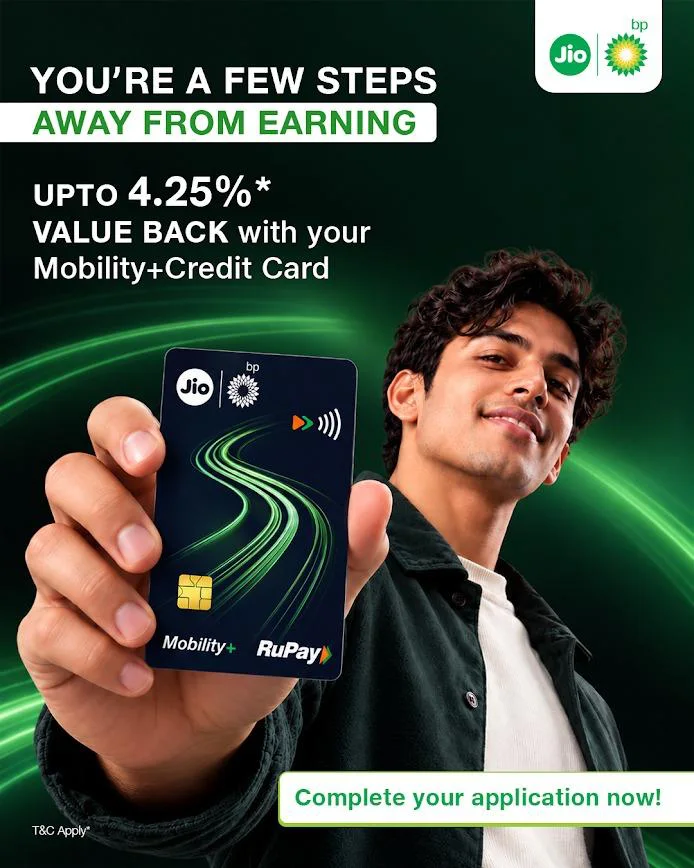 bp
Jio
YOU'RE A FEW STEPS
AWAY FROM EARNING
UPTO 4.25%*
VALUE BACK with your
Mobility+Credit Card
bp
Jio
Mobility+ RuPay
Complete your application now!
T&C Apply*